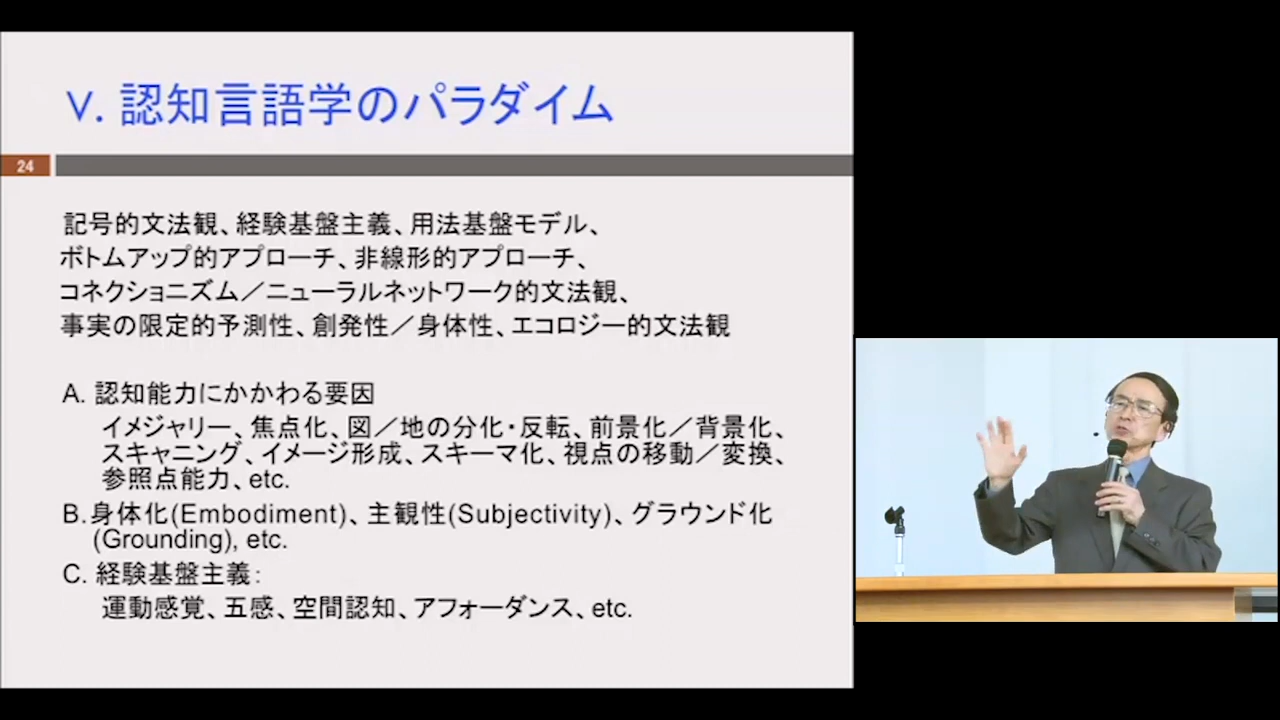 V. 認知言語学のパラダイム
24
記号的文法観、経験基盤主義、用法基盤モデル、
ボトムアップ的アプローチ、非線形的アプローチ、
コネクショニズム／ニューラルネットワーク的文法観、
事実の限定的予測性、創発性／身体性、エコロジー的文法観
A. 認知能力にかかわる要因
イメジャリー、焦点化、図／地の分化・反転、前景化／背景化、
スキャニング、イメージ形成、スキーマ化、視点の移動／変換、
参照点能力、etc.
B.身体化(Embodiment)、主観性(Subjectivity)、グラウンド化
(Grounding), etc.
C. 経験基盤主義:
運動感覚、五感、空間認知、アフォーダンス、etc.